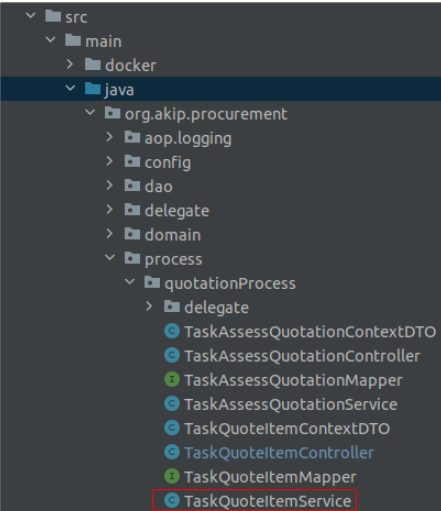 src
main
docker
java
org.akip.procurement
aop.logging
config
dao
delegate
domain
process
quotationProcess
delegate
TaskAssessQuotationContextDTO
TaskAssessQuotationController
TaskAssessQuotationMapper
TaskAssessQuotationService
TaskQuoteItemContextDTO
TaskQuoteItemController
TaskQuoteItemMapper
TaskQuoteItemService